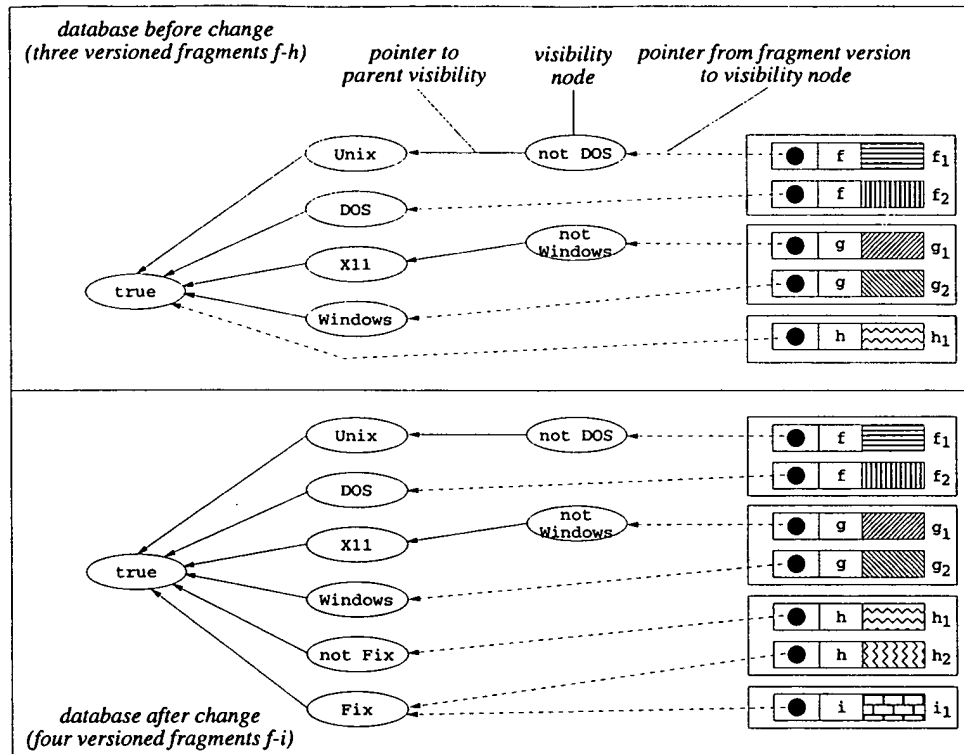 database before change
(three versioned fragments f-h)
pointer to
parent visibility
visibility
node
pointer from fragment version
to visibility node
Unix
not DOS
f
f1
DOS
f
f2
X11
not
Windows
g
g1
true
Windows
g
g2
h
h1
Unix
not DOS
f
f1
DOS
f
f2
X11
not
Windows
g
g1
true
Windows
g
g2
not Fix
h
h1
h
h2
Fix
i
i1
database after change
(four versioned fragments f-i)